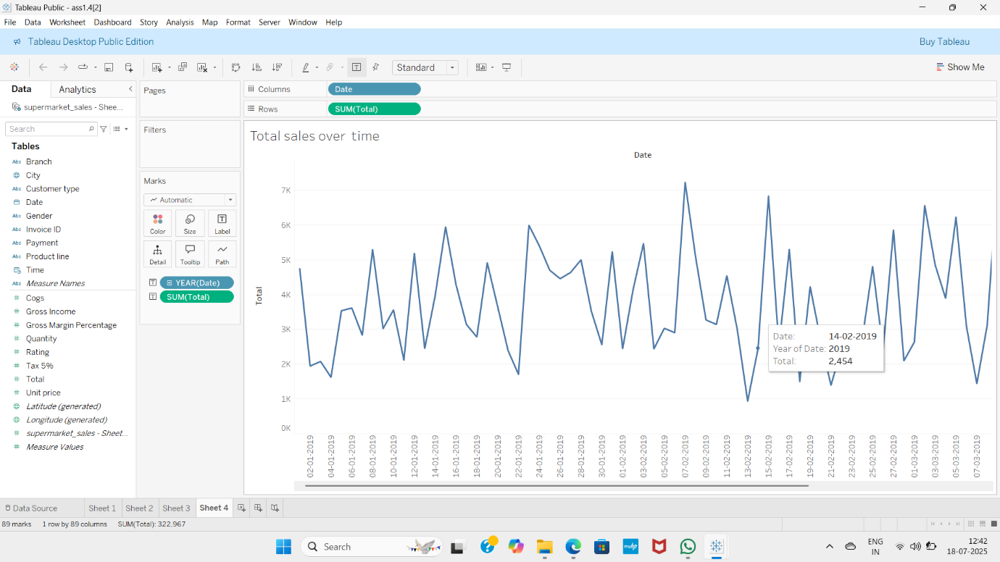 Tableau Public - ass1.4[2]
File Data Worksheet Dashboard Story Analysis Map Format Server Window Help
Tableau Desktop Public Edition
Buy Tableau
Standard
Show Me
Data Analytics
supermarket_sales - Shee...
Search
Tables
Abc Branch
City
Abc Customer type
Date
Abc Gender
Abc Invoice ID
Abc Payment
Abc Product line
Time
Abc Measure Names
Cogs
Gross Income
Gross Margin Percentage
Quantity
Rating
Tax 5%
Total
Unit price
Latitude (generated)
Longitude (generated)
supermarket_sales - Sheet...
Measure Values
Pages
Filters
Marks
Automatic
Color Size Label
Detail Tooltip Path
YEAR(Date)
SUM(Total)
Columns Date
Rows SUM(Total)
Total sales over time
Date
Total
7K
6K
5K
4K
3K
2K
1K
0K
Date: 14-02-2019
Year of Date: 2019
Total: 2,454
02-01-2019
04-01-2019
06-01-2019
08-01-2019
10-01-2019
12-01-2019
14-01-2019
16-01-2019
18-01-2019
20-01-2019
22-01-2019
24-01-2019
26-01-2019
28-01-2019
30-01-2019
01-02-2019
03-02-2019
05-02-2019
07-02-2019
09-02-2019
11-02-2019
13-02-2019
15-02-2019
17-02-2019
19-02-2019
21-02-2019
23-02-2019
25-02-2019
27-02-2019
01-03-2019
03-03-2019
05-03-2019
07-03-2019
Data Source Sheet 1 Sheet 2 Sheet 3 Sheet 4
89 marks 1 row by 89 columns SUM(Total): 322,967
Search
myhp
ENG
IN
12:42
18-07-2025